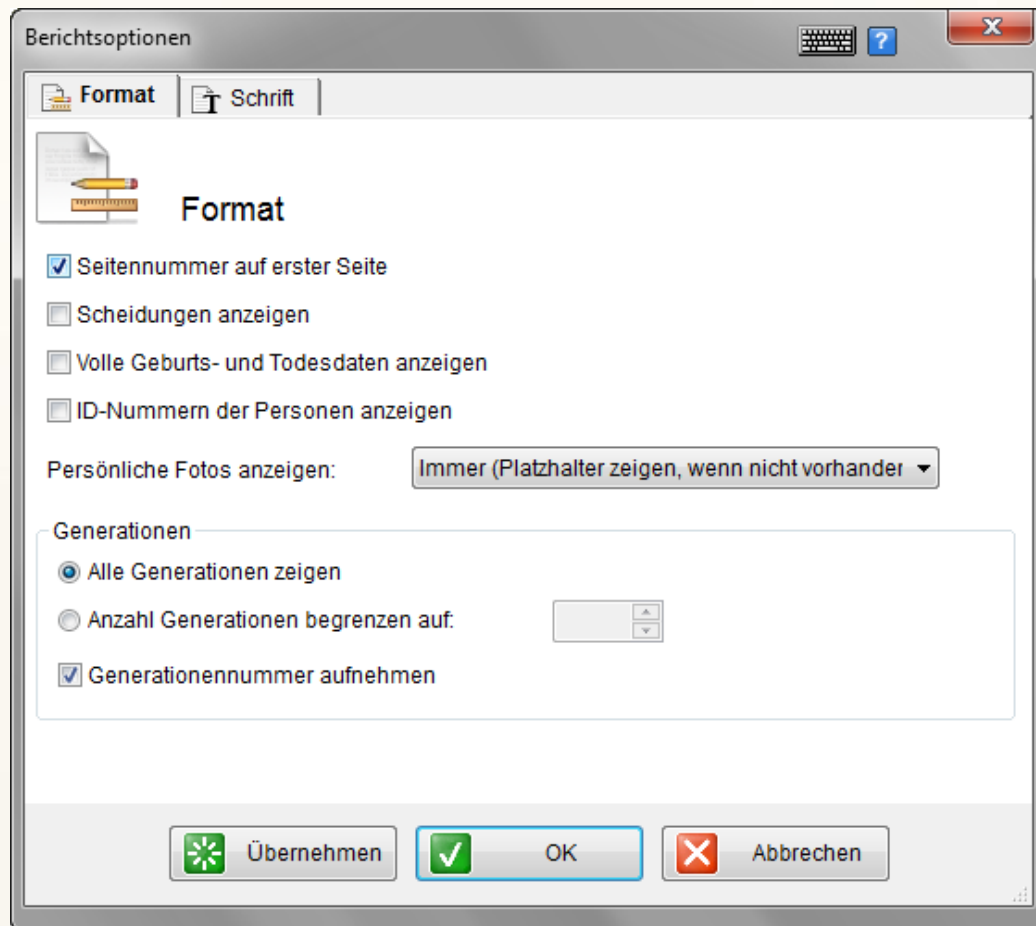 Berichtsoptionen
?
Format
Schrift
Format
Seitennummer auf erster Seite
Scheidungen anzeigen
Volle Geburts- und Todesdaten anzeigen
ID-Nummern der Personen anzeigen
Persönliche Fotos anzeigen: Immer (Platzhalter zeigen, wenn nicht vorhander
Generationen
Alle Generationen zeigen
Anzahl Generationen begrenzen auf:
Generationennummer aufnehmen
Übernehmen OK Abbrechen